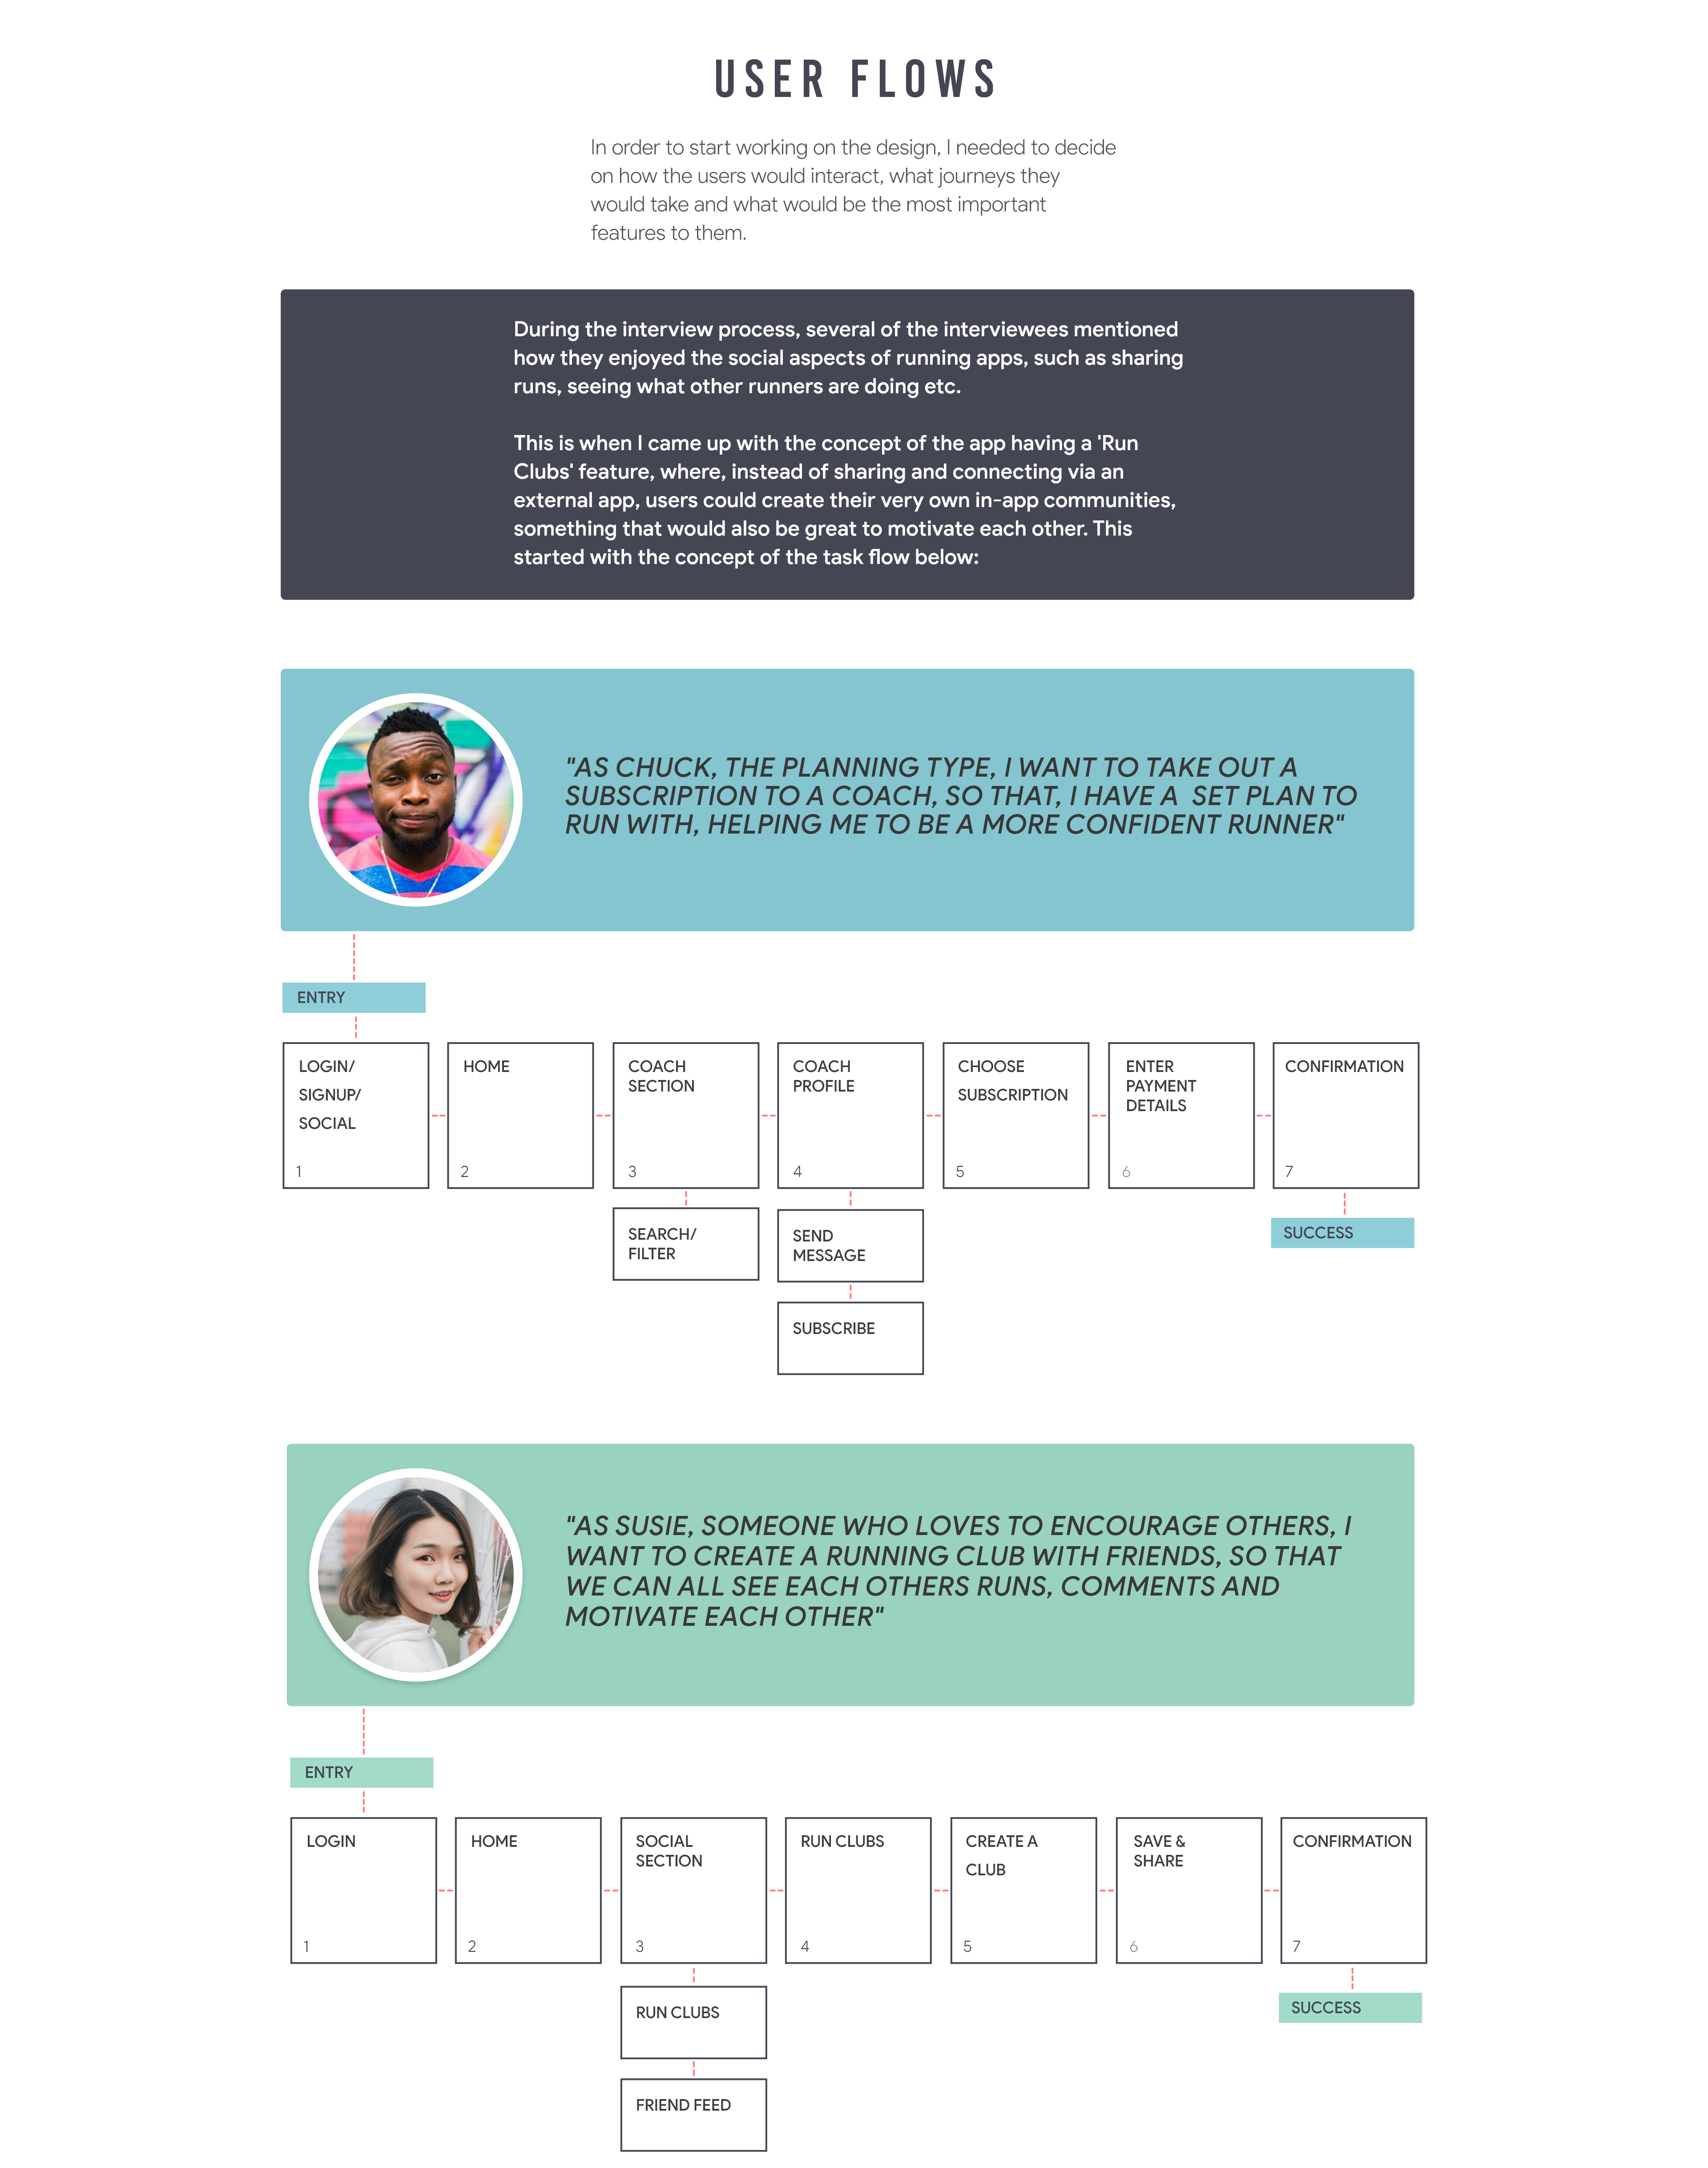 USER FLOWS
In order to start working on the design, I needed to decide
on how the users would interact, what journeys they
would take and what would be the most important
features to them.
During the interview process, several of the interviewees mentioned
how they enjoyed the social aspects of running apps, such as sharing
runs, seeing what other runners are doing etc.
This is when I came up with the concept of the app having a 'Run
Clubs' feature, where, instead of sharing and connecting via an
external app, users could create their very own in-app communities,
something that would also be great to motivate each other. This
started with the concept of the task flow below:
"AS CHUCK, THE PLANNING TYPE, I WANT TO TAKE OUT A
SUBSCRIPTION TO A COACH, SO THAT, I HAVE A  SET PLAN TO
RUN WITH, HELPING ME TO BE A MORE CONFIDENT RUNNER"
ENTRY
LOGIN/
SIGNUP/
SOCIAL
1
HOME
2
COACH
SECTION
3
COACH
PROFILE
4
CHOOSE
SUBSCRIPTION
5
ENTER
PAYMENT
DETAILS
6
CONFIRMATION
7
SEARCH/
FILTER
SEND
MESSAGE
SUBSCRIBE
SUCCESS
"AS SUSIE, SOMEONE WHO LOVES TO ENCOURAGE OTHERS, I
WANT TO CREATE A RUNNING CLUB WITH FRIENDS, SO THAT
WE CAN ALL SEE EACH OTHERS RUNS, COMMENTS AND
MOTIVATE EACH OTHER"
ENTRY
LOGIN
1
HOME
2
SOCIAL
SECTION
3
RUN CLUBS
4
CREATE A
CLUB
5
SAVE &
SHARE
6
CONFIRMATION
7
RUN CLUBS
FRIEND FEED
SUCCESS